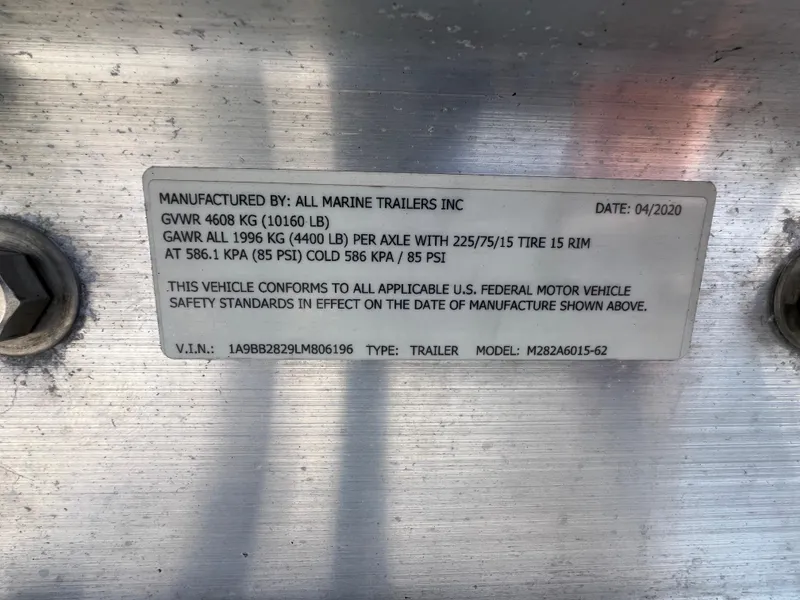 MANUFACTURED BY: ALL MARINE TRAILERS INC DATE: 04/2020
GVWR 4608 KG (10160 LB)
GAWR ALL 1996 KG (4400 LB) PER AXLE WITH 225/75/15 TIRE 15 RIM
AT 586.1 KPA (85 PSI) COLD 586 KPA / 85 PSI
THIS VEHICLE CONFORMS TO ALL APPLICABLE U.S. FEDERAL MOTOR VEHICLE
SAFETY STANDARDS IN EFFECT ON THE DATE OF MANUFACTURE SHOWN ABOVE.
V.I.N.: 1A9BB2829LM806196 TYPE: TRAILER MODEL: M282A6015-62